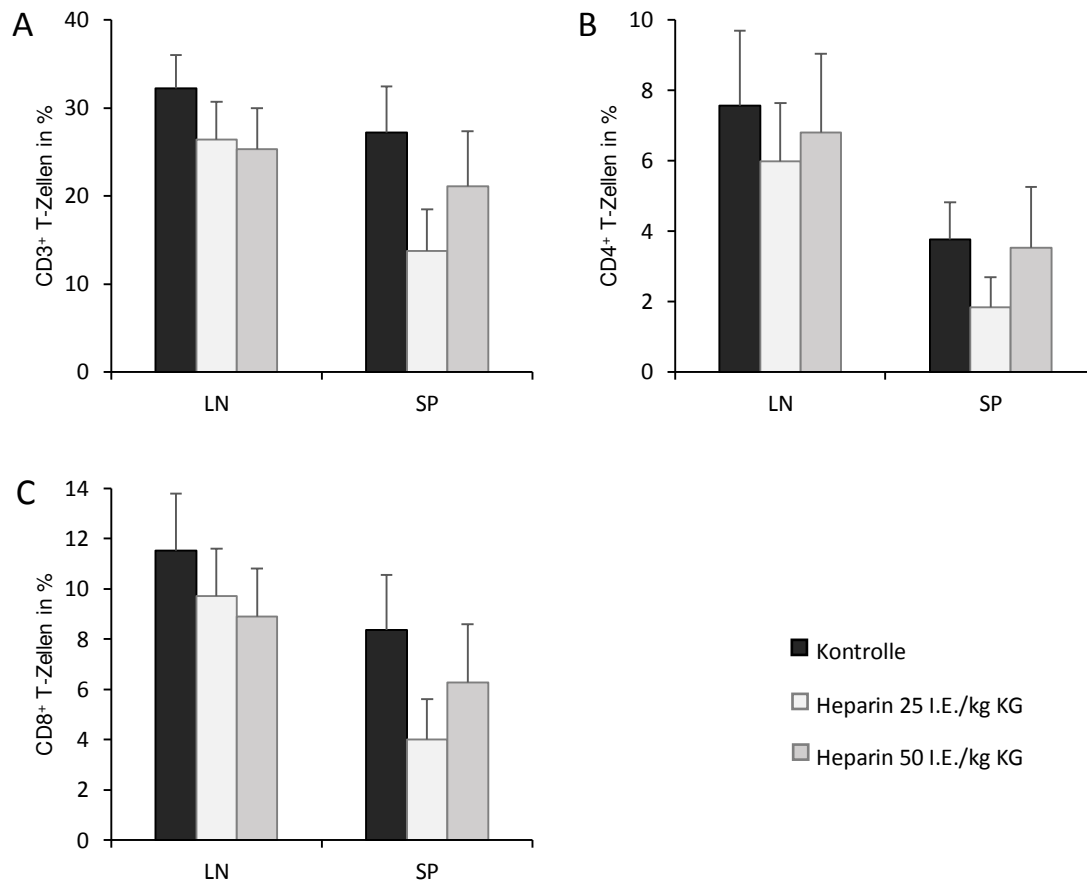 A
CD3⁺ T-Zellen in %
40
30
20
10
0
LN SP
B
CD4⁺ T-Zellen in %
10
8
6
4
2
0
LN SP
C
CD8⁺ T-Zellen in %
14
12
10
8
6
4
2
0
LN SP
Kontrolle
Heparin 25 I.E./kg KG
Heparin 50 I.E./kg KG